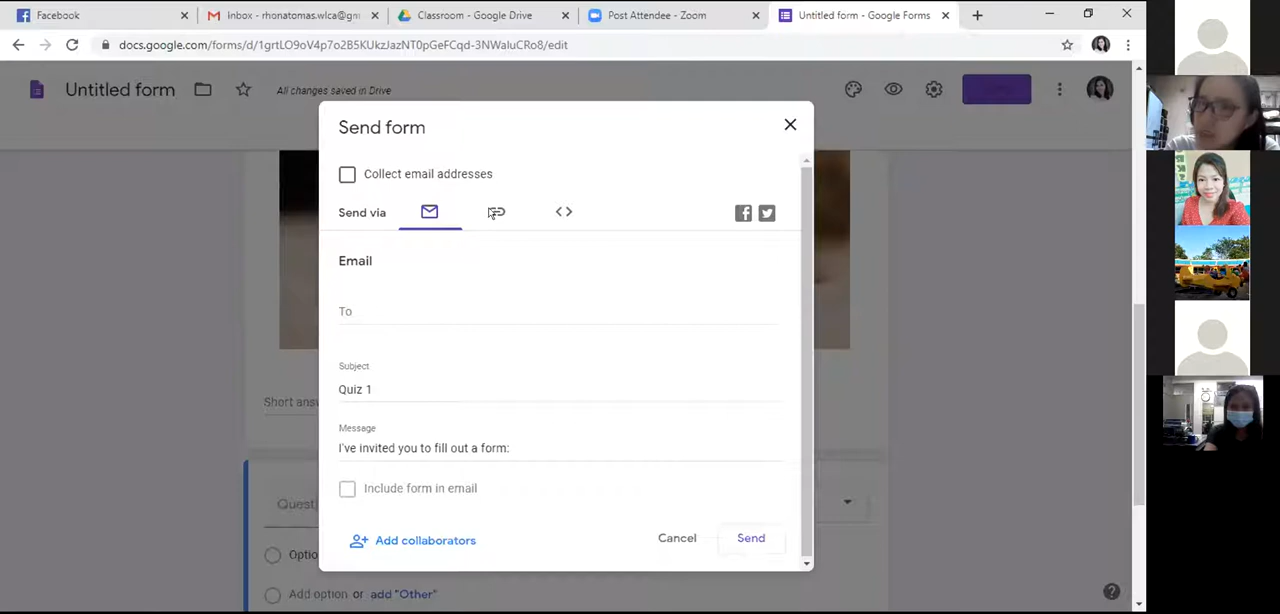 Facebook
Inbox - rhonatomas.wlca@gm
Classroom - Google Drive
Post Attendee - Zoom
Untitled form - Google Forms
docs.google.com/forms/d/1grtLO9oV4p7o2B5KUkzJazNT0pGeFCqd-3NWaluCRo8/edit
Untitled form
All changes saved in Drive
Send form
Collect email addresses
Send via
Email
To
Subject
Quiz 1
Short ans
Message
I've invited you to fill out a form:
Include form in email
Quest
Add collaborators
Cancel
Send
Optio
Add option or add "Other"